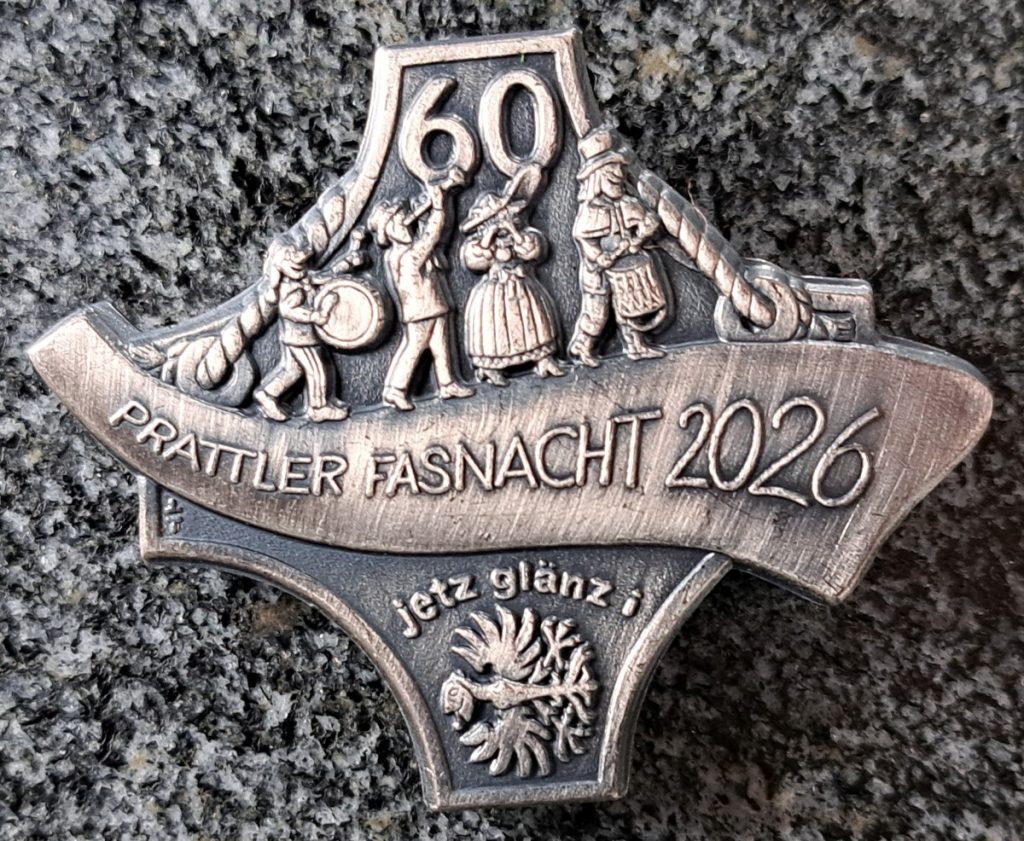 60
PRATTLER FASNACHT 2026
jetz glänz i